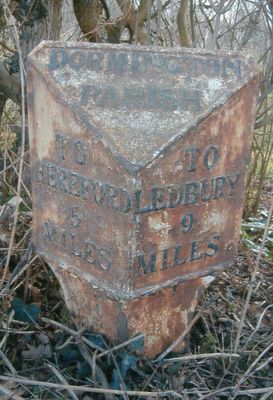 DORMINGTON
PARISH
TO
HEREFORD
5
MILES
TO
LEDBURY
9
MILES